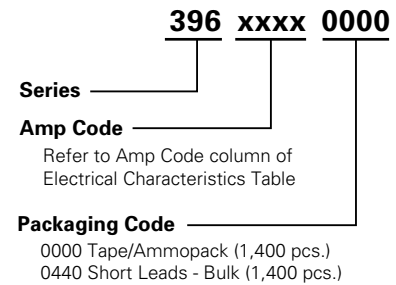 396 xxxx 0000
Series
Amp Code
Refer to Amp Code column of
Electrical Characteristics Table
Packaging Code
0000 Tape/Ammopack (1,400 pcs.)
0440 Short Leads - Bulk (1,400 pcs.)